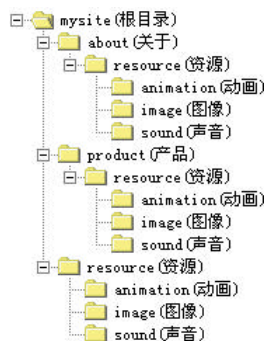 mysite(根目录)
about(关于)
resource(资源)
animation(动画)
image(图像)
sound(声音)
product(产品)
resource(资源)
animation(动画)
image(图像)
sound(声音)
resource(资源)
animation(动画)
image(图像)
sound(声音)